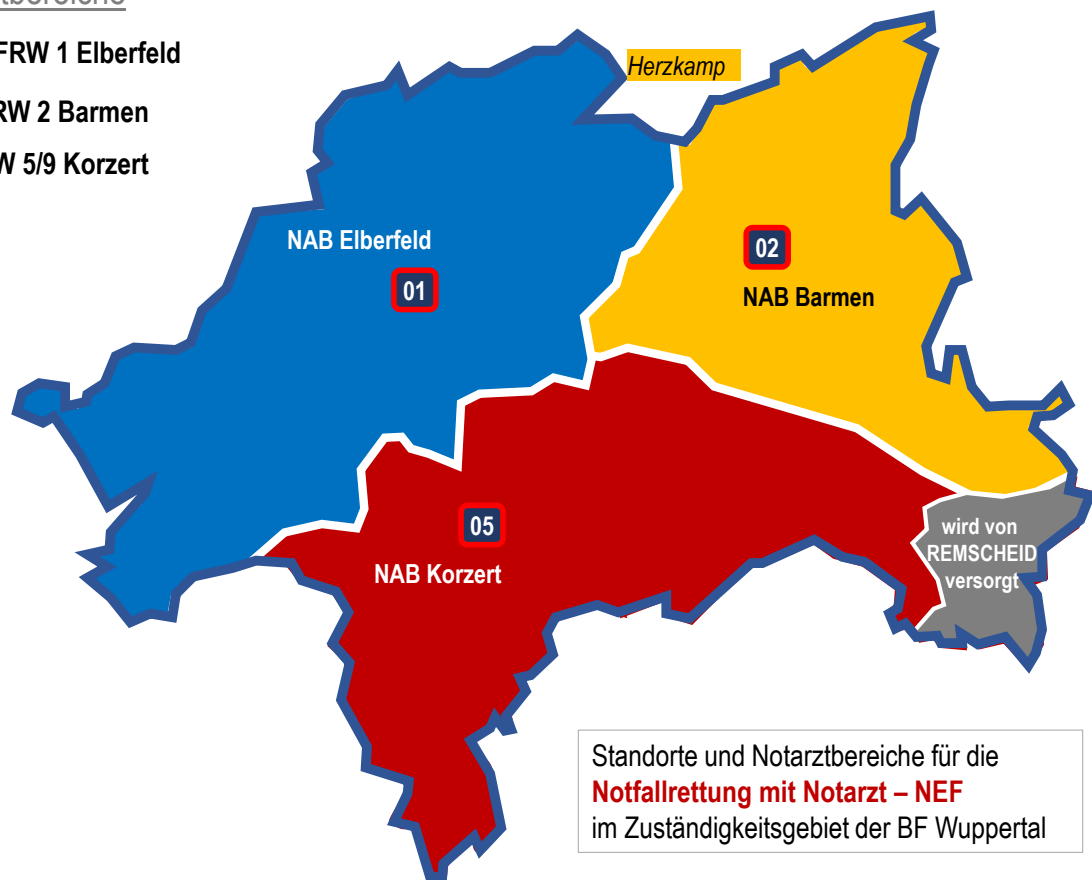 tbereiche
FRW 1 Elberfeld
RW 2 Barmen
W 5/9 Korzert
Herzkamp
NAB Elberfeld
01
02
NAB Barmen
05
NAB Korzert
wird von
REMSCHEID
versorgt
Standorte und Notarztbereiche für die
Notfallrettung mit Notarzt – NEF
im Zuständigkeitsgebiet der BF Wuppertal